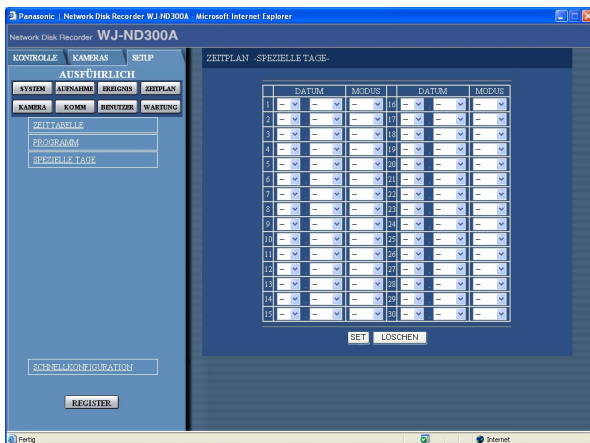 Panasonic | Network Disk Recorder WJ-ND300A - Microsoft Internet Explorer
Network Disk Recorder WJ-ND300A
KONTROLLE KAMERAS SETUP
AUSFÜHRLICH
SYSTEM AUFNAHME EREIGNIS ZEITPLAN
KAMERA KOMM BENUTZER WARTUNG
ZEITTABELLE
PROGRAMM
SPEZIELLE TAGE
SCHNELLKONFIGURATION
REGISTER
ZEITPLAN -SPEZIELLE TAGE-
DATUM MODUS DATUM MODUS
1 -- . -- -- 16 -- . -- --
2 -- . -- -- 17 -- . -- --
3 -- . -- -- 18 -- . -- --
4 -- . -- -- 19 -- . -- --
5 -- . -- -- 20 -- . -- --
6 -- . -- -- 21 -- . -- --
7 -- . -- -- 22 -- . -- --
8 -- . -- -- 23 -- . -- --
9 -- . -- -- 24 -- . -- --
10 -- . -- -- 25 -- . -- --
11 -- . -- -- 26 -- . -- --
12 -- . -- -- 27 -- . -- --
13 -- . -- -- 28 -- . -- --
14 -- . -- -- 29 -- . -- --
15 -- . -- -- 30 -- . -- --
SET LÖSCHEN
Fertig Internet